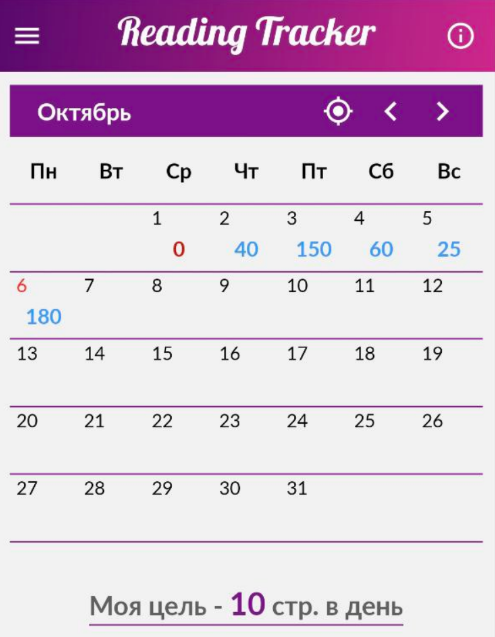 Reading Tracker
Октябрь
Пн Вт Ср Чт Пт Сб Вс
1 2 3 4 5
0 40 150 60 25
6 7 8 9 10 11 12
180
13 14 15 16 17 18 19
20 21 22 23 24 25 26
27 28 29 30 31
Моя цель - 10 стр. в день